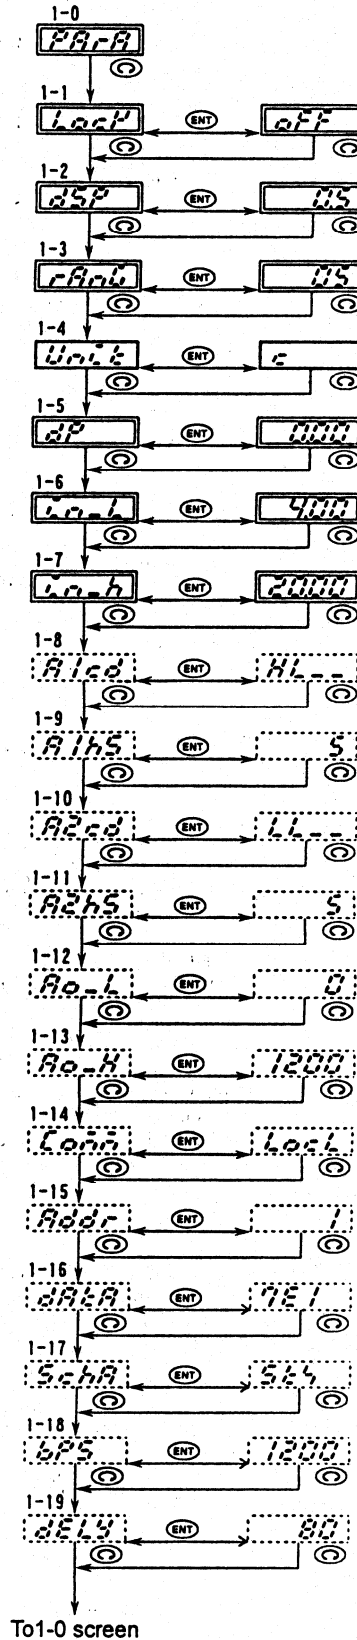 1-0
PArA
1-1
LocK ENT oFF
1-2
dSP ENT 0.5
1-3
rAnG ENT 05
1-4
Unit ENT c
1-5
dP ENT 0.00
1-6
in_L ENT 4.00
1-7
in_h ENT 20.00
1-8
A1cd ENT HL__
1-9
A1hS ENT 5
1-10
A2cd ENT LL__
1-11
A2hS ENT 5
1-12
Ao_L ENT 0
1-13
Ao_H ENT 1200
1-14
Com̄m̄ ENT LocL
1-15
Addr ENT 1
1-16
dAtA ENT 7E1
1-17
SchA ENT St4
1-18
bPS ENT 1200
1-19
dELY ENT 80
To1-0 screen